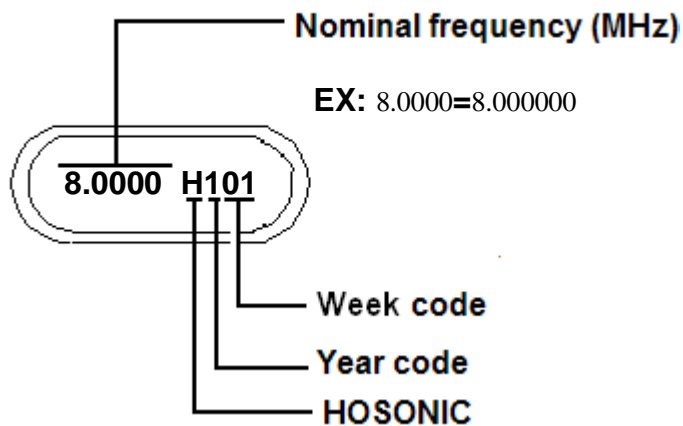 Nominal frequency (MHz)
EX: 8.0000=8.000000
8.0000 H101
Week code
Year code
HOSONIC